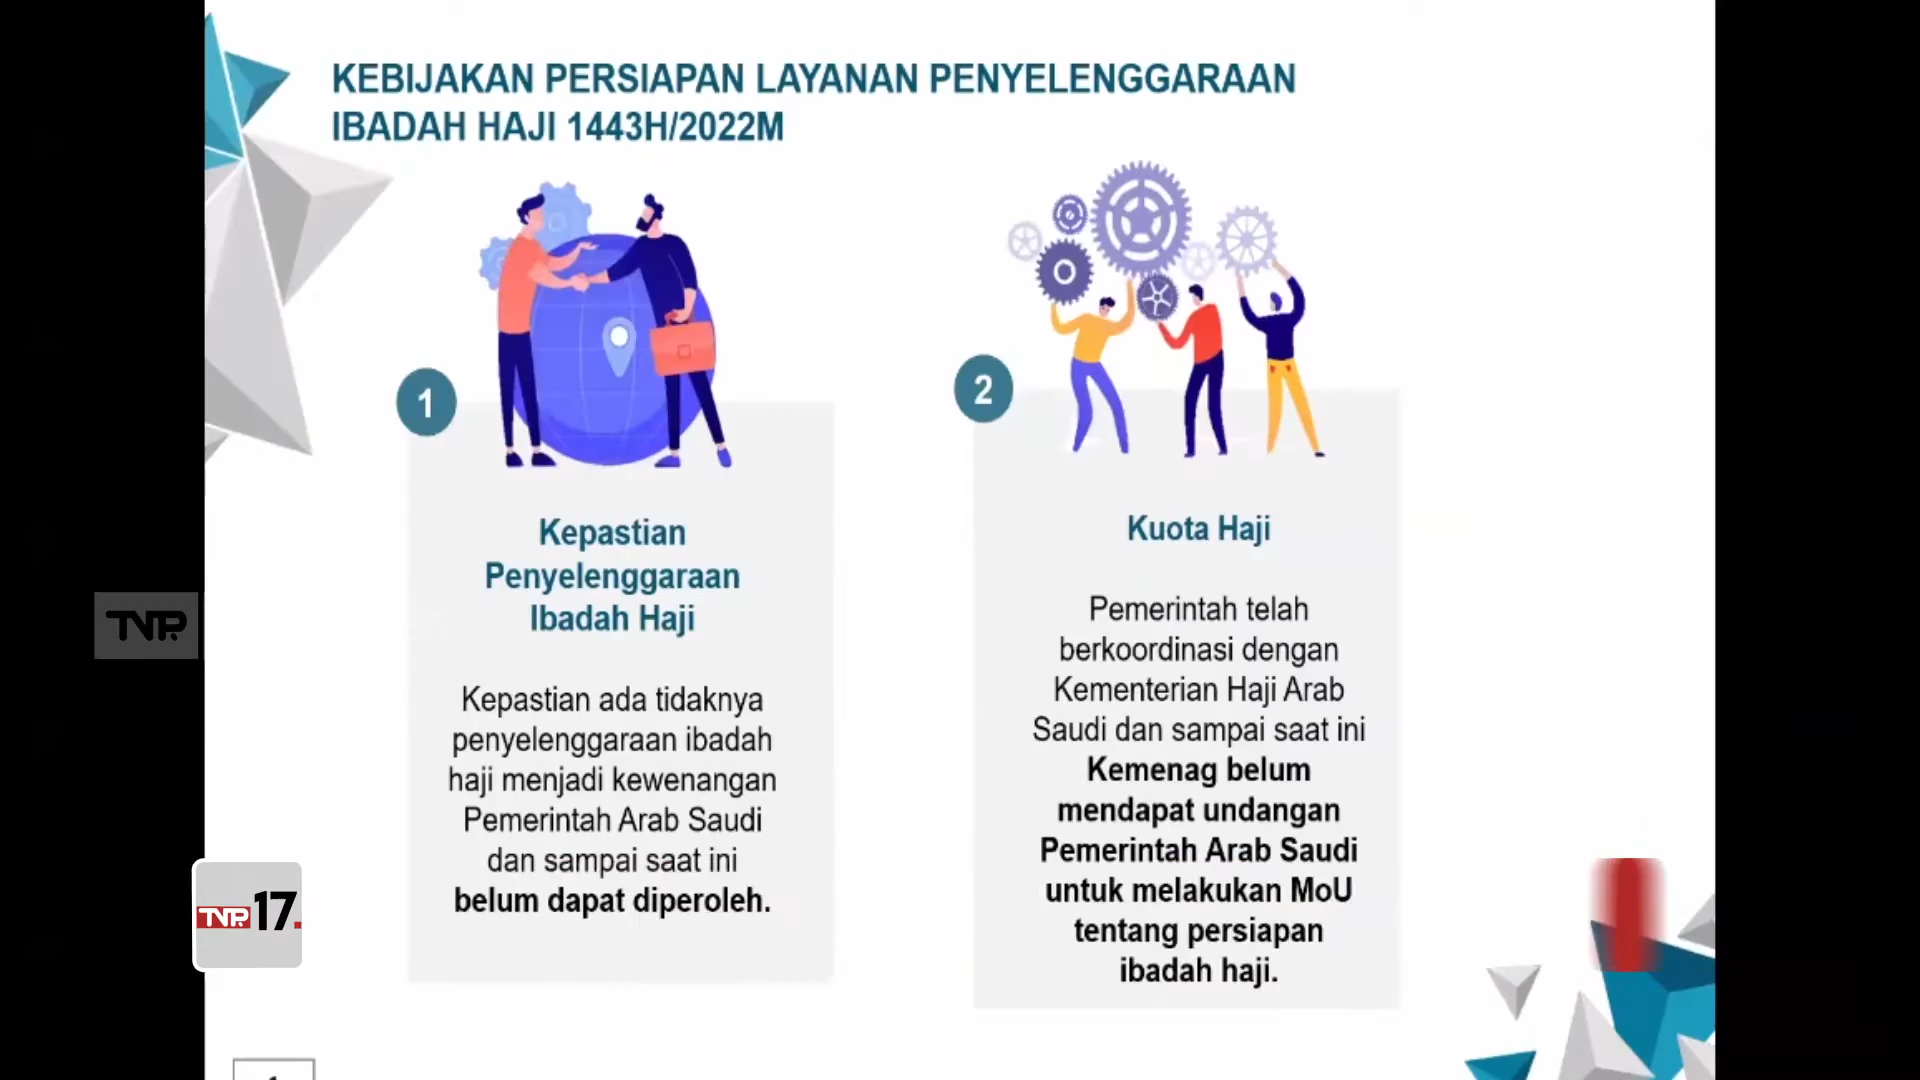 KEBIJAKAN PERSIAPAN LAYANAN PENYELENGGARAAN
IBADAH HAJI 1443H/2022M
1
Kepastian
Penyelenggaraan
Ibadah Haji
Kepastian ada tidaknya
penyelenggaraan ibadah
haji menjadi kewenangan
Pemerintah Arab Saudi
dan sampai saat ini
belum dapat diperoleh.
2
Kuota Haji
Pemerintah telah
berkoordinasi dengan
Kementerian Haji Arab
Saudi dan sampai saat ini
Kemenag belum
mendapat undangan
Pemerintah Arab Saudi
untuk melakukan MoU
tentang persiapan
ibadah haji.
TVP
TVP 17.